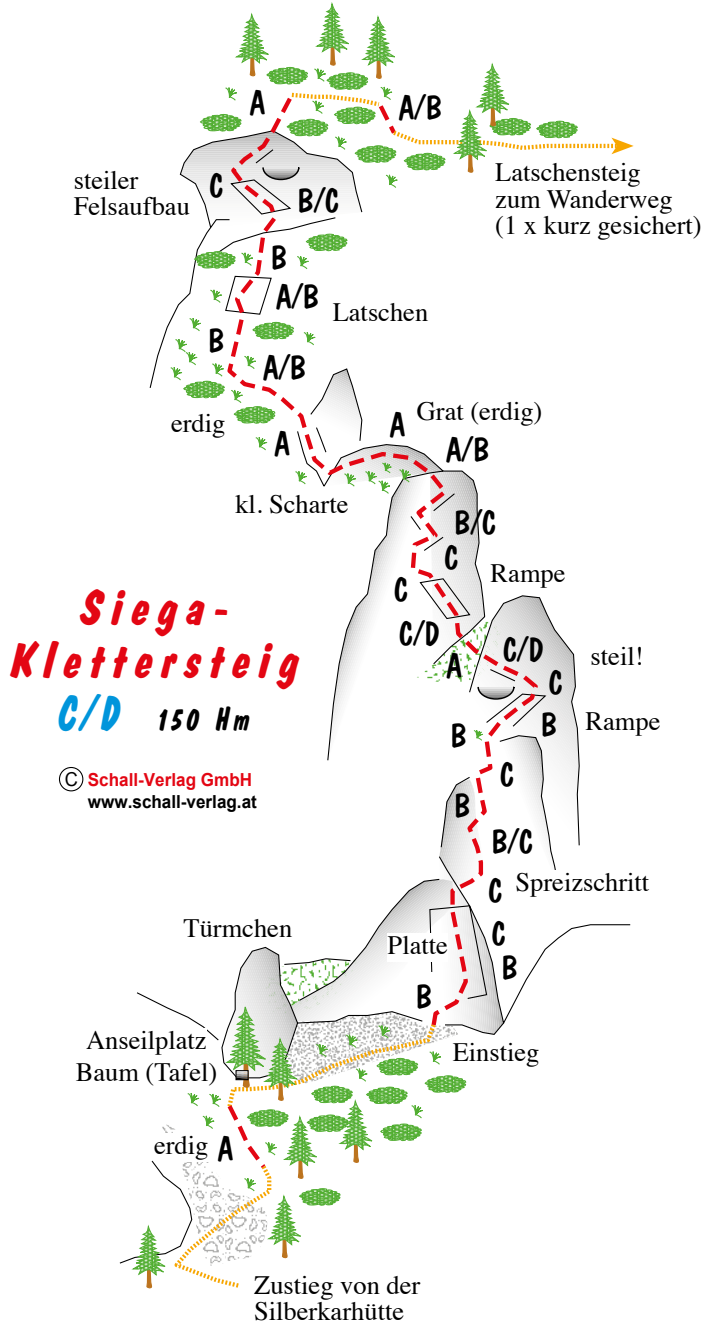 A
A/B
Latschensteig
zum Wanderweg
(1 x kurz gesichert)
steiler
Felsaufbau
C
B/C
B
A/B
Latschen
B
A/B
erdig
A
A
Grat (erdig)
A/B
kl. Scharte
B/C
C
Rampe
C
C/D
A
C/D
steil!
C
B
Rampe
B
Siega-
Klettersteig
C/D 150 Hm
© Schall-Verlag GmbH
www.schall-verlag.at
C
B
B/C
C
Spreizschritt
C
B
Platte
B
Türmchen
Anseilplatz
Baum (Tafel)
Einstieg
erdig
A
Zustieg von der
Silberkarhütte